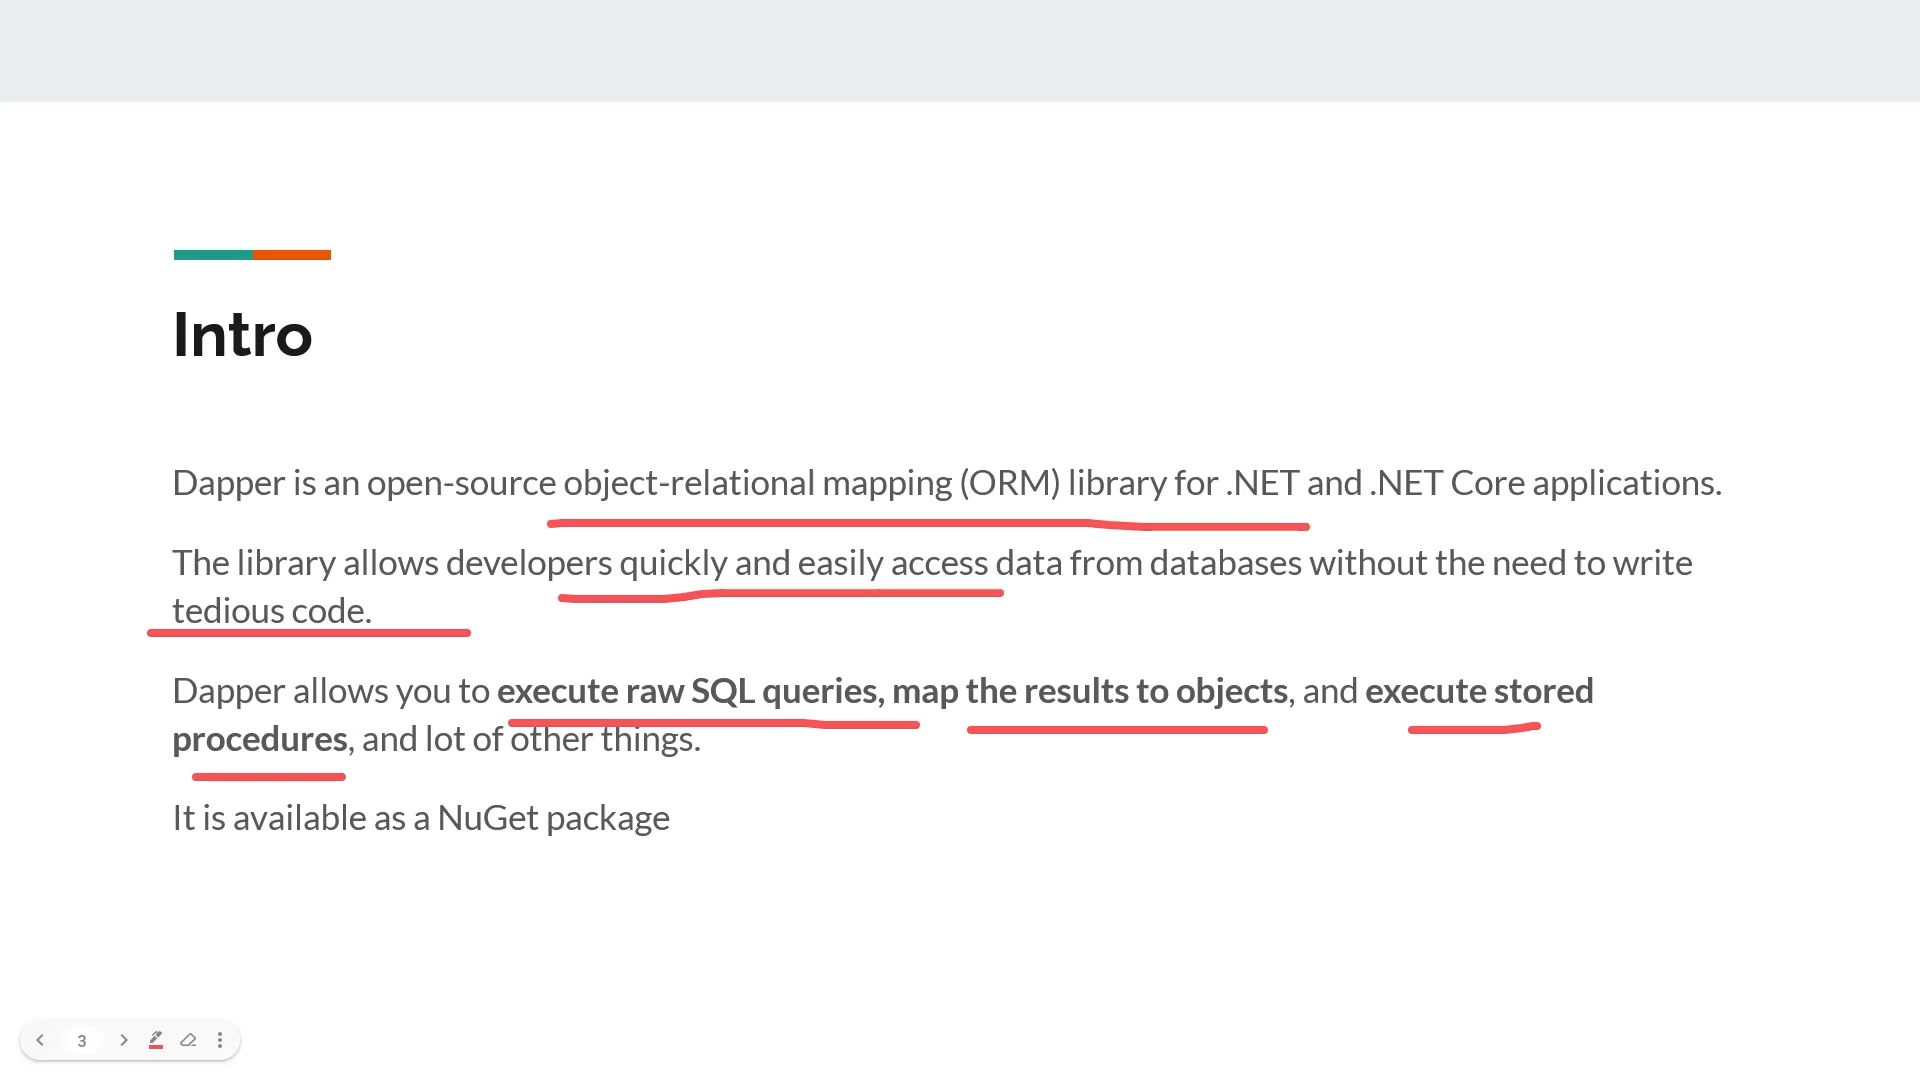 Intro
Dapper is an open-source object-relational mapping (ORM) library for .NET and .NET Core applications.
The library allows developers quickly and easily access data from databases without the need to write
tedious code.
Dapper allows you to execute raw SQL queries, map the results to objects, and execute stored
procedures, and lot of other things.
It is available as a NuGet package
3